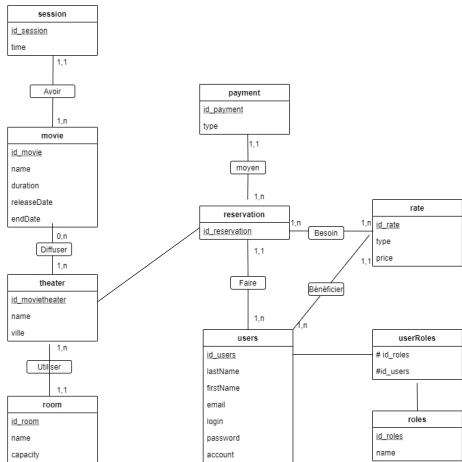 session
id_session
time
1,1
Avoir
1,n
movie
id_movie
name
duration
releaseDate
endDate
0,n
Diffuser
1,n
theater
id_movietheater
name
ville
1,n
Utiliser
1,1
room
id_room
name
capacity
payment
id_payment
type
1,1
moyen
1,n
reservation
id_reservation
1,n
Besoin
1,n
rate
id_rate
type
price
1,1
Faire
1,n
1,1
Bénéficier
1,n
users
id_users
lastName
firstName
email
login
password
account
userRoles
# id_roles
#id_users
roles
id_roles
name